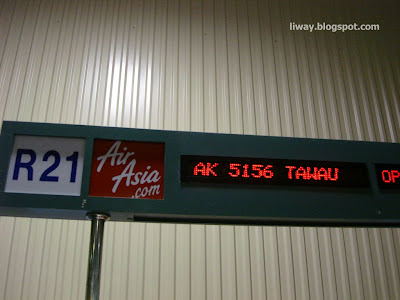 liway.blogspot.com
R21
Air
Asia
.com
AK 5156 TAWAU
OP